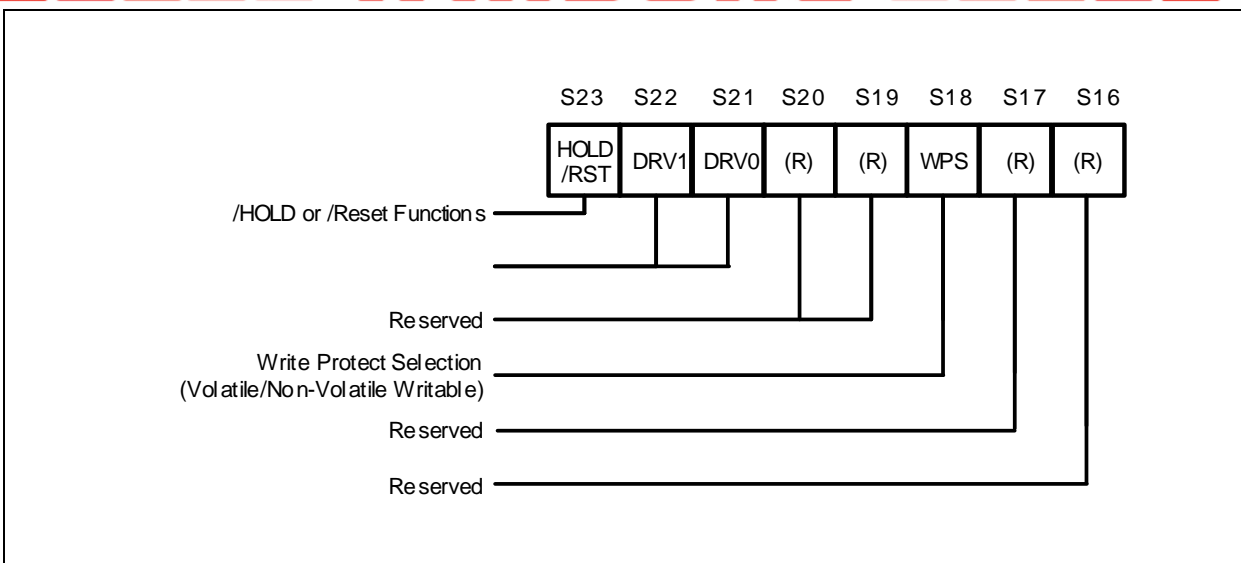 S23 S22 S21 S20 S19 S18 S17 S16
HOLD
/RST DRV1 DRV0 (R) (R) WPS (R) (R)
/HOLD or /Reset Functions
Reserved
Write Protect Selection
(Volatile/Non-Volatile Writable)
Reserved
Reserved